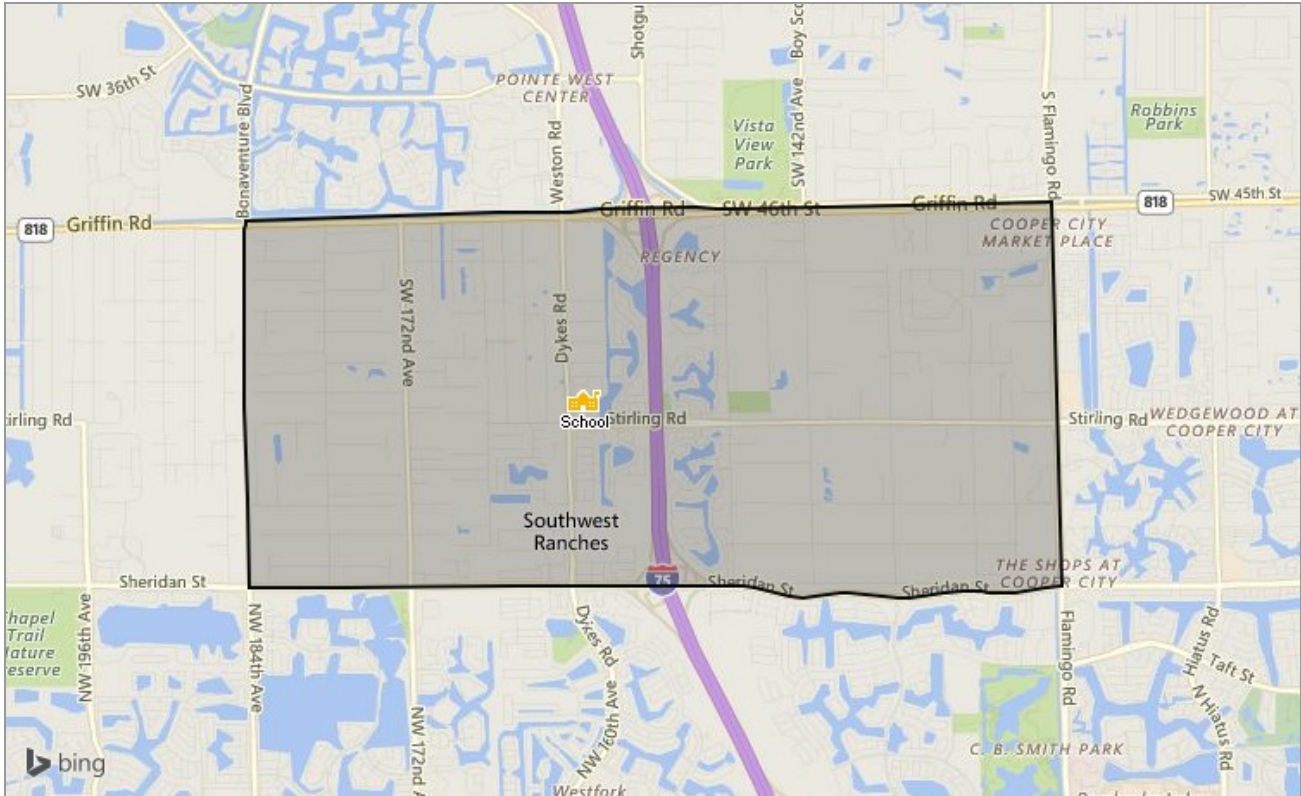 Shotgu
Boy Sco
SW 36th St
POINTE WEST
CENTER
Bonaventure Blvd
Weston Rd
Vista
View
Park
SW 142nd Ave
S Flamingo Rd
Robbins
Park
818
Griffin Rd
Griffin Rd
SW 46th St
Griffin Rd
818
SW 45th St
COOPER CITY
MARKET PLACE
REGENCY
SW 172nd Ave
Dykes Rd
School
tirling Rd
Stirling Rd
Stirling Rd
WEDGEWOOD AT
COOPER CITY
Southwest
Ranches
75
Sheridan St
Sheridan St
Sheridan St
THE SHOPS AT
COOPER CITY
Chapel
Trail
Nature
eserve
NW 196th Ave
NW 184th Ave
NW 172nd A
Dykes Rd
NW 160th Ave
Flamingo Rd
Hiatus Rd
Taft St
N Hiatus Rd
C. B. SMITH PARK
bing
Westfork